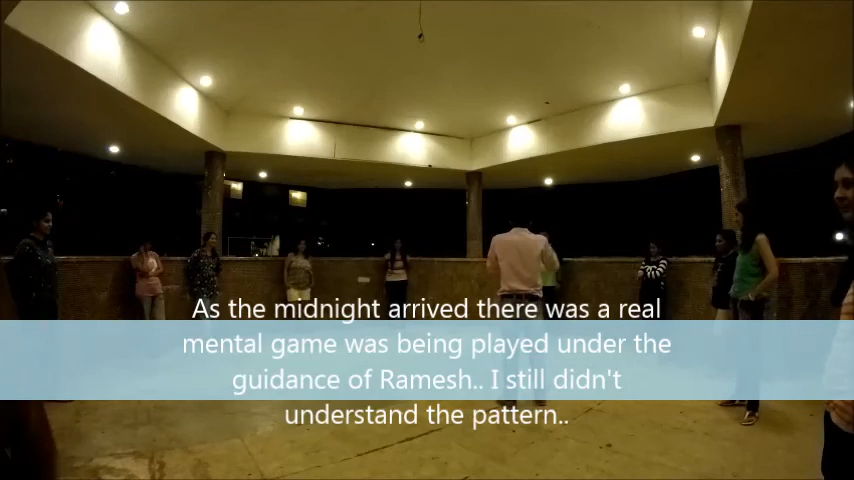 As the midnight arrived there was a real
mental game was being played under the
guidance of Ramesh.. I still didn't
understand the pattern..